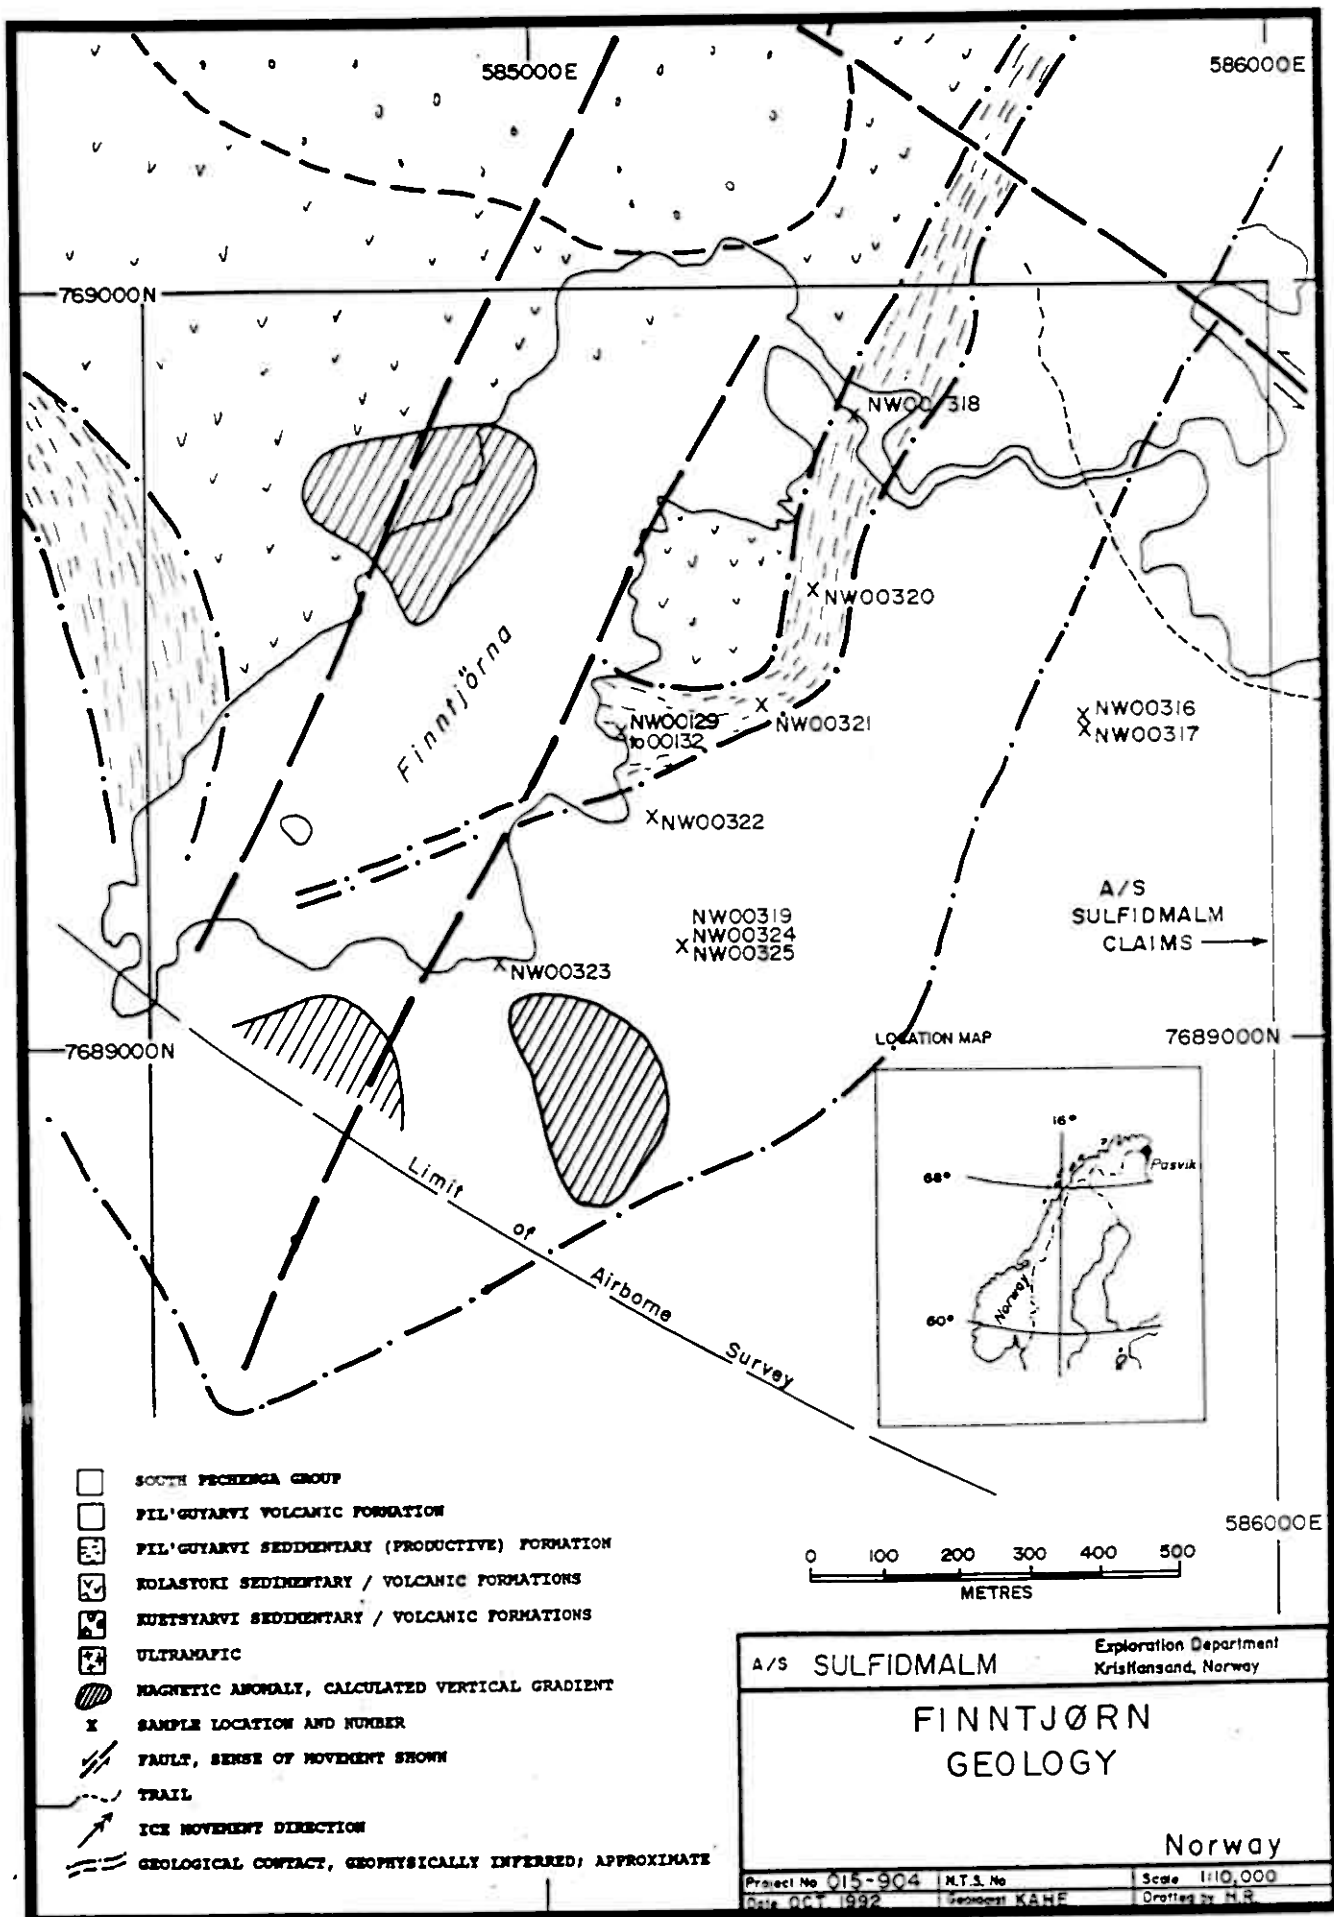 585000E
586000E
769000N
NW00318
NW00320
Finntjörna
NW00129
to 00132
NW00321
NW00316
NW00317
NW00322
NW00319
NW00324
NW00325
NW00323
A/S
SULFIDMALM
CLAIMS
7689000N
LOCATION MAP
7689000N
16°
68°
Pasvik
Norway
60°
Limit of Airborne Survey
SOUTH PECHENGA GROUP
PIL'GUYARVI VOLCANIC FORMATION
PIL'GUYARVI SEDIMENTARY (PRODUCTIVE) FORMATION
KOLASYOKI SEDIMENTARY / VOLCANIC FORMATIONS
KUETSYARVI SEDIMENTARY / VOLCANIC FORMATIONS
ULTRAMAFIC
MAGNETIC ANOMALY, CALCULATED VERTICAL GRADIENT
X SAMPLE LOCATION AND NUMBER
FAULT, SENSE OF MOVEMENT SHOWN
TRAIL
ICE MOVEMENT DIRECTION
GEOLOGICAL CONTACT, GEOPHYSICALLY INFERRED; APPROXIMATE
586000E
0 100 200 300 400 500
METRES
A/S SULFIDMALM
Exploration Department
Kristiansand, Norway
FINNTJØRN
GEOLOGY
Norway
Project No 015-904 N.T.S. No Scale 1:10,000
Date OCT 1992 Geologist KAHE Drafted by H.R.